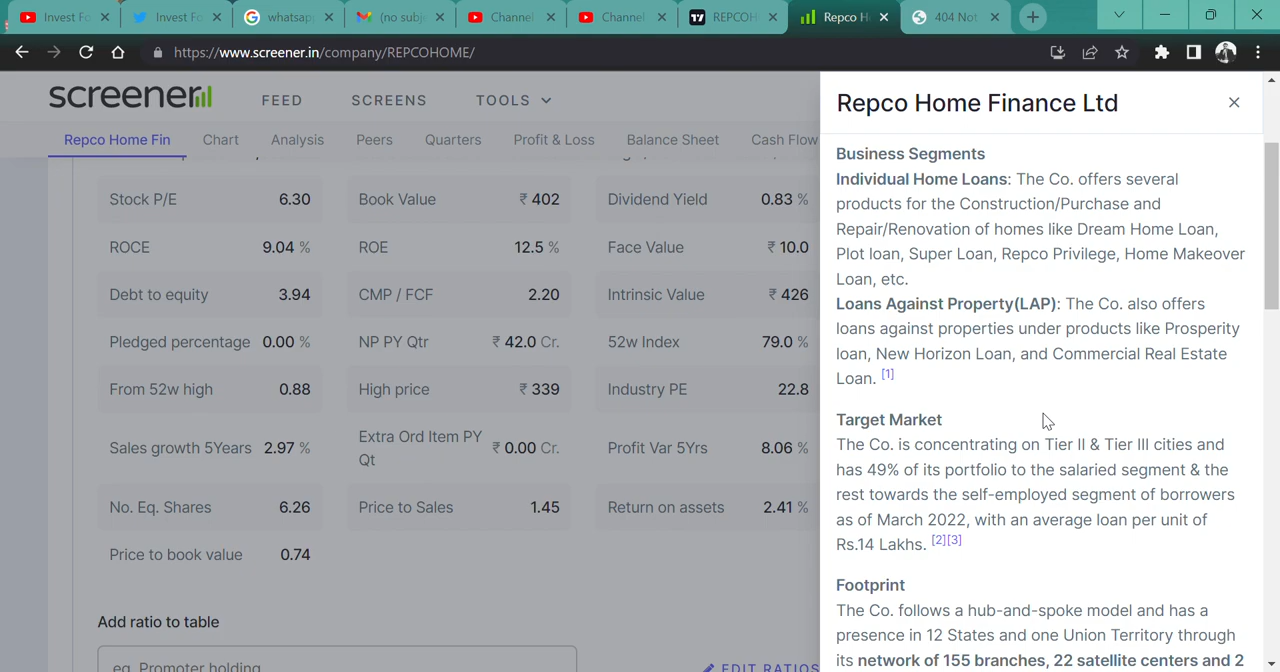 Invest Fo
Invest Fo
whatsap
(no subj
Channel
Channel
REPCOH
Repco H
404 Not
https://www.screener.in/company/REPCOHOME/
screener
FEED
SCREENS
TOOLS
Repco Home Fin
Chart
Analysis
Peers
Quarters
Profit & Loss
Balance Sheet
Cash Flow
Stock P/E 6.30
Book Value ₹ 402
Dividend Yield 0.83 %
ROCE 9.04 %
ROE 12.5 %
Face Value ₹ 10.0
Debt to equity 3.94
CMP / FCF 2.20
Intrinsic Value ₹ 426
Pledged percentage 0.00 %
NP PY Qtr ₹ 42.0 Cr.
52w Index 79.0 %
From 52w high 0.88
High price ₹ 339
Industry PE 22.8
Sales growth 5Years 2.97 %
Extra Ord Item PY
Qt
₹ 0.00 Cr.
Profit Var 5Yrs 8.06 %
No. Eq. Shares 6.26
Price to Sales 1.45
Return on assets 2.41 %
Price to book value 0.74
Add ratio to table
eg. Promoter holding
EDIT RATIOS
Repco Home Finance Ltd
Business Segments
Individual Home Loans: The Co. offers several
products for the Construction/Purchase and
Repair/Renovation of homes like Dream Home Loan,
Plot loan, Super Loan, Repco Privilege, Home Makeover
Loan, etc.
Loans Against Property(LAP): The Co. also offers
loans against properties under products like Prosperity
loan, New Horizon Loan, and Commercial Real Estate
Loan. [1]
Target Market
The Co. is concentrating on Tier II & Tier III cities and
has 49% of its portfolio to the salaried segment & the
rest towards the self-employed segment of borrowers
as of March 2022, with an average loan per unit of
Rs.14 Lakhs. [2][3]
Footprint
The Co. follows a hub-and-spoke model and has a
presence in 12 States and one Union Territory through
its network of 155 branches, 22 satellite centers and 2